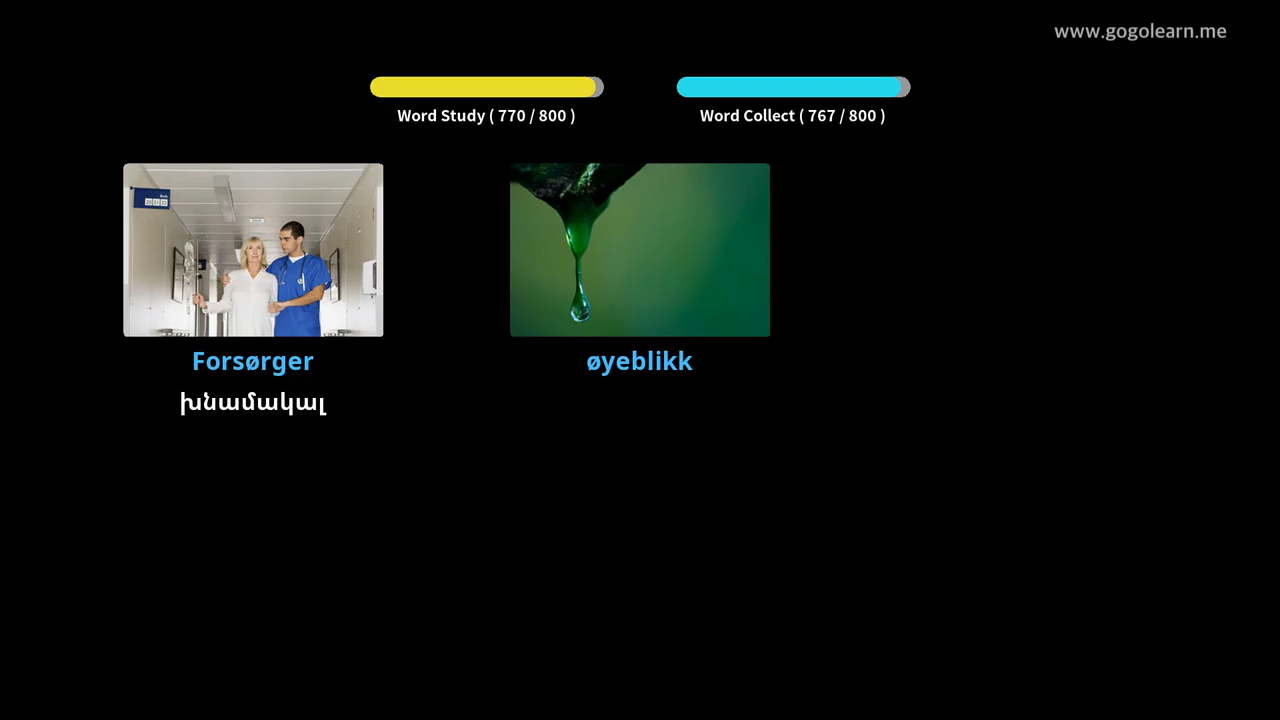 www.gogolearn.me
Word Study ( 770 / 800 )
Word Collect ( 767 / 800 )
Forsørger
øyeblikk
խնամակալ